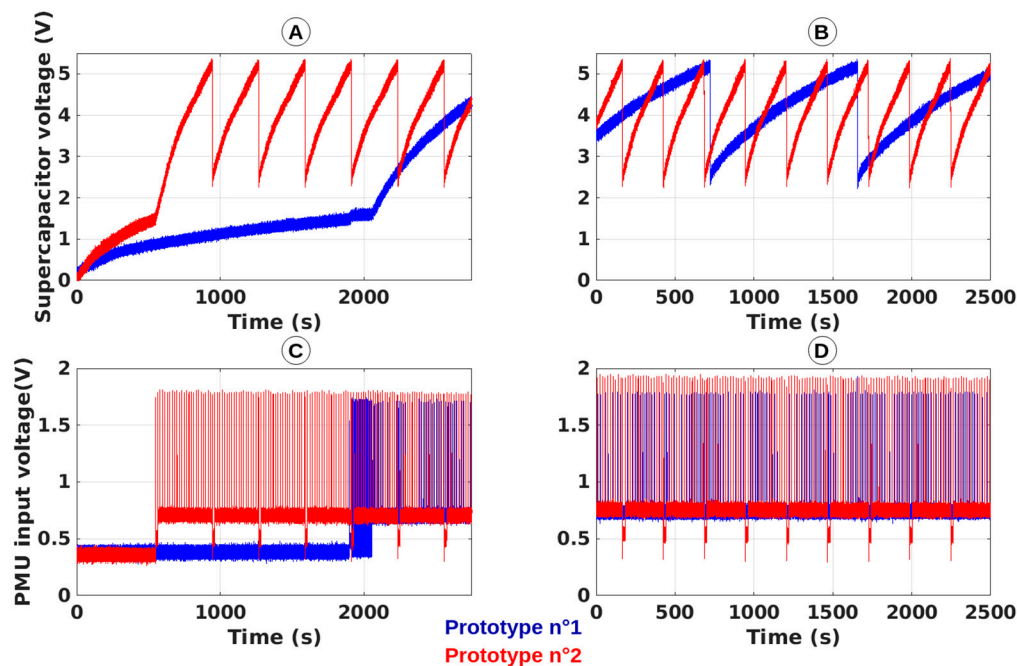 A
B
Supercapacitor voltage (V)
5
4
3
2
1
0
0 1000 2000
Time (s)
5
4
3
2
1
0
0 500 1000 1500 2000 2500
Time (s)
C
D
PMU input voltage(V)
2
1.5
1
0.5
0
0 1000 2000
Time (s)
2
1.5
1
0.5
0
0 500 1000 1500 2000 2500
Time (s)
Prototype n°1
Prototype n°2